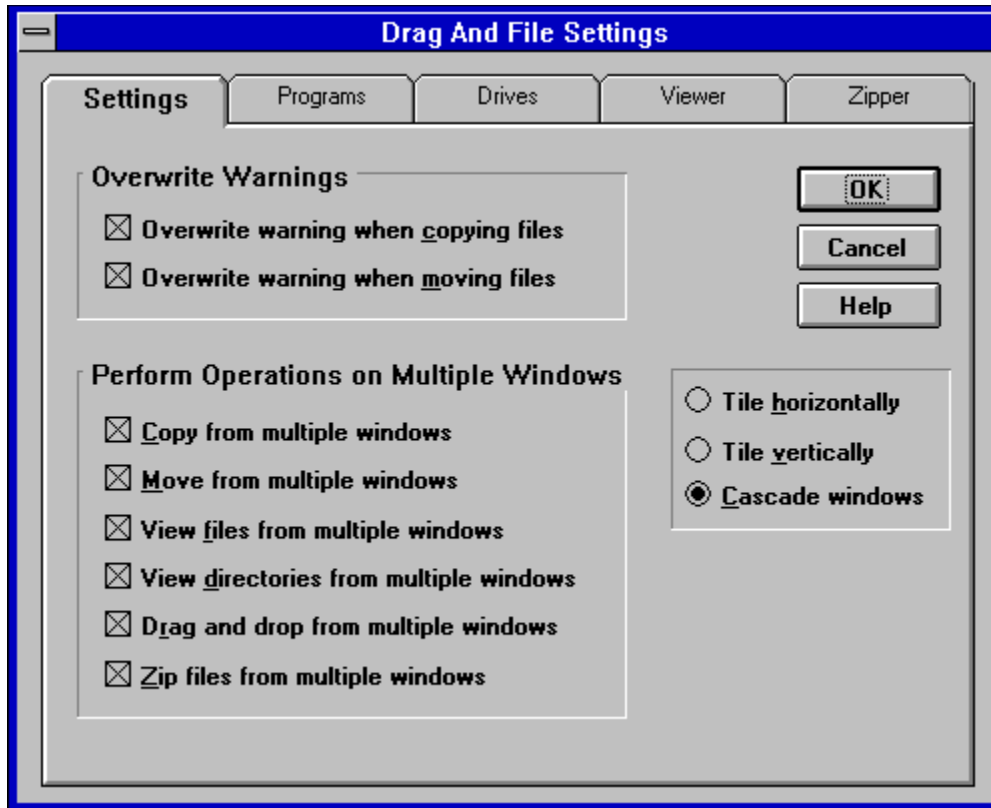 Drag And File Settings
Settings Programs Drives Viewer Zipper
Overwrite Warnings
Overwrite warning when copying files
Overwrite warning when moving files
OK
Cancel
Help
Perform Operations on Multiple Windows
Copy from multiple windows
Move from multiple windows
View files from multiple windows
View directories from multiple windows
Drag and drop from multiple windows
Zip files from multiple windows
Tile horizontally
Tile vertically
Cascade windows